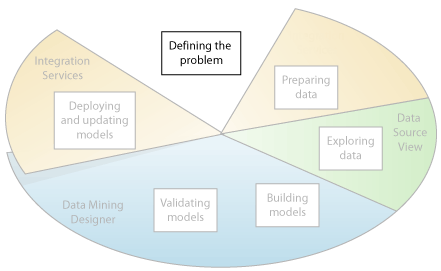 Defining the
problem
Integration
Services
Preparing
data
Deploying
and updating
models
Data
Source
View
Exploring
data
Data Mining
Designer
Validating
models
Building
models